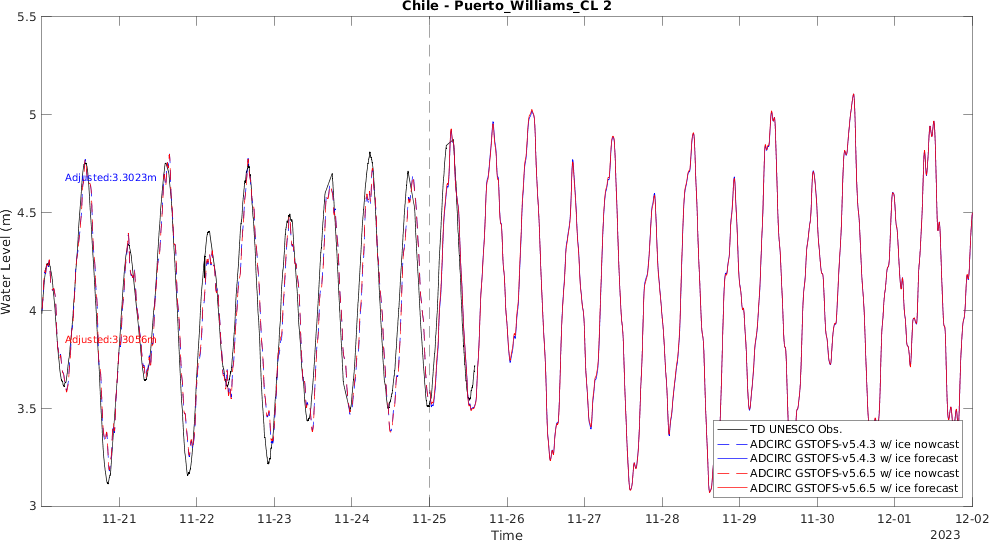 Chile - Puerto_Williams_CL 2
5.5
5
4.5
4
3.5
3
Water Level (m)
Adjusted:3.3023m
Adjusted:3.3056m
TD UNESCO Obs.
ADCIRC GSTOFS-v5.4.3 w/ ice nowcast
ADCIRC GSTOFS-v5.4.3 w/ ice forecast
ADCIRC GSTOFS-v5.6.5 w/ ice nowcast
ADCIRC GSTOFS-v5.6.5 w/ ice forecast
11-21 11-22 11-23 11-24 11-25 11-26 11-27 11-28 11-29 11-30 12-01 12-02
Time
2023